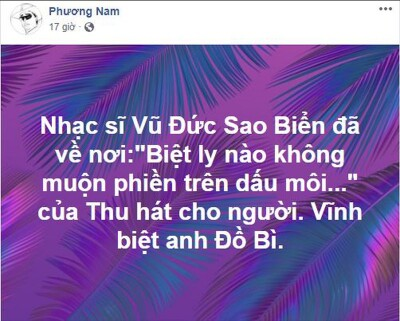 Phương Nam
17 giờ ·
Nhạc sĩ Vũ Đức Sao Biển đã
về nơi:"Biệt ly nào không
muộn phiền trên dấu môi..."
của Thu hát cho người. Vĩnh
biệt anh Đồ Bì.